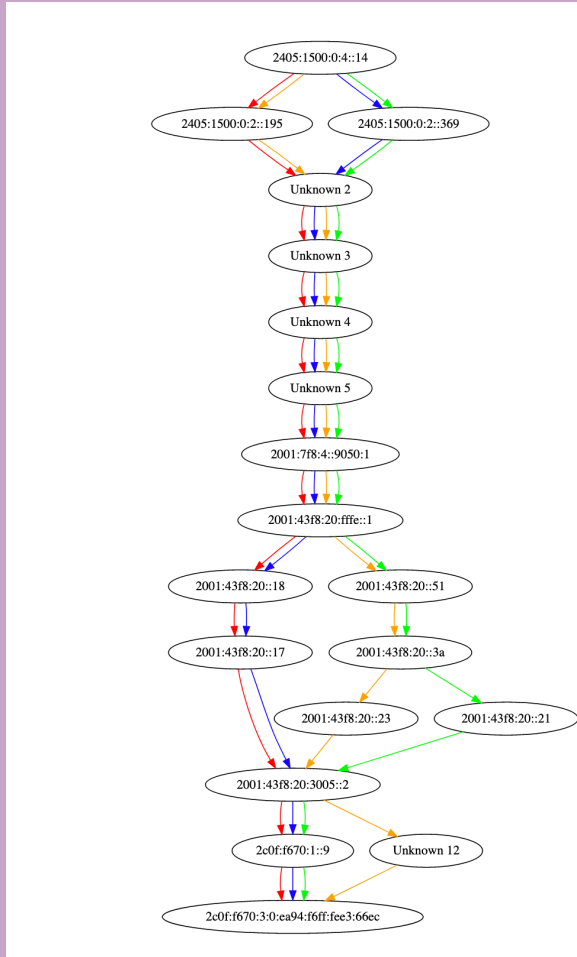 2405:1500:0:4::14
2405:1500:0:2::195
2405:1500:0:2::369
Unknown 2
Unknown 3
Unknown 4
Unknown 5
2001:7f8:4::9050:1
2001:43f8:20:fffe::1
2001:43f8:20::18
2001:43f8:20::51
2001:43f8:20::17
2001:43f8:20::3a
2001:43f8:20::23
2001:43f8:20::21
2001:43f8:20:3005::2
2c0f:f670:1::9
Unknown 12
2c0f:f670:3:0:ea94:f6ff:fee3:66ec